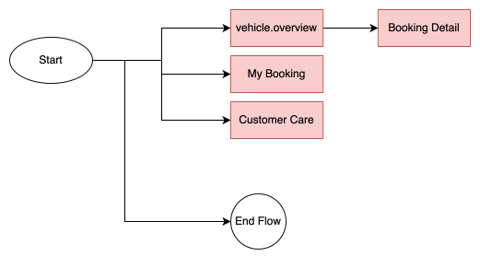 Start
vehicle.overview
Booking Detail
My Booking
Customer Care
End Flow